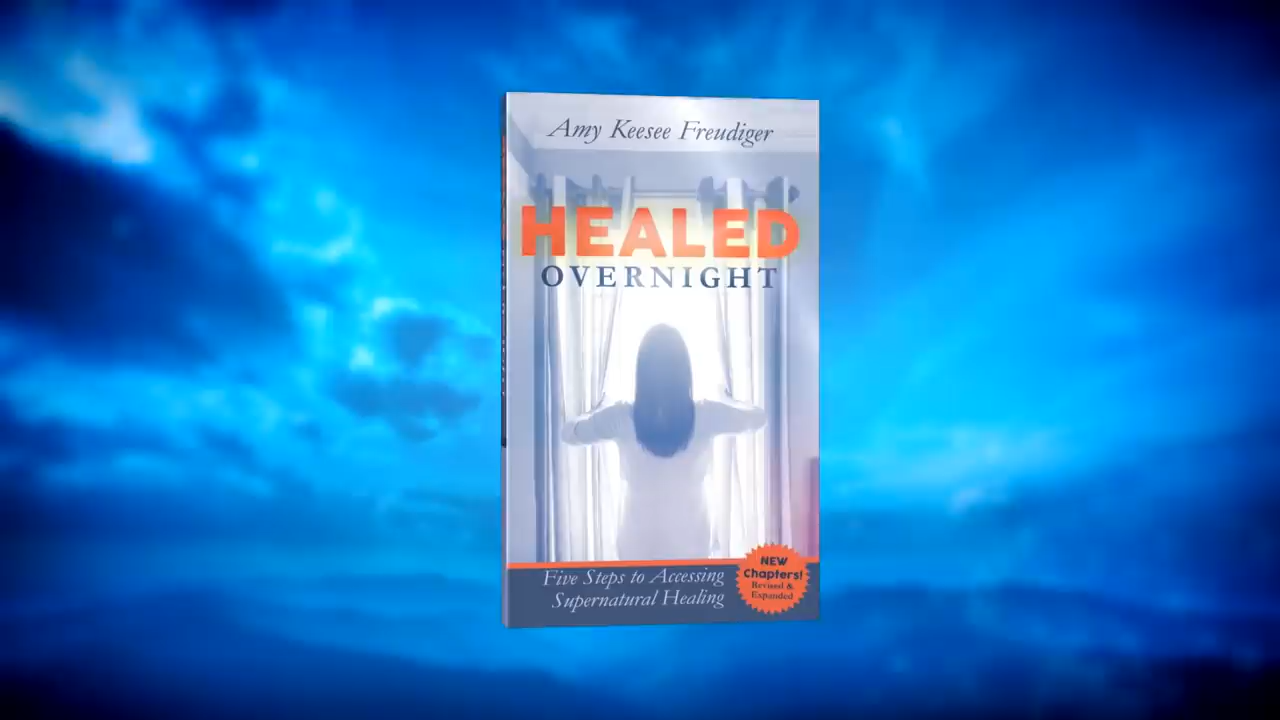 Amy Keesee Freudiger
HEALED
OVERNIGHT
Five Steps to Accessing
Supernatural Healing
NEW
Chapters!
Revised &
Expanded